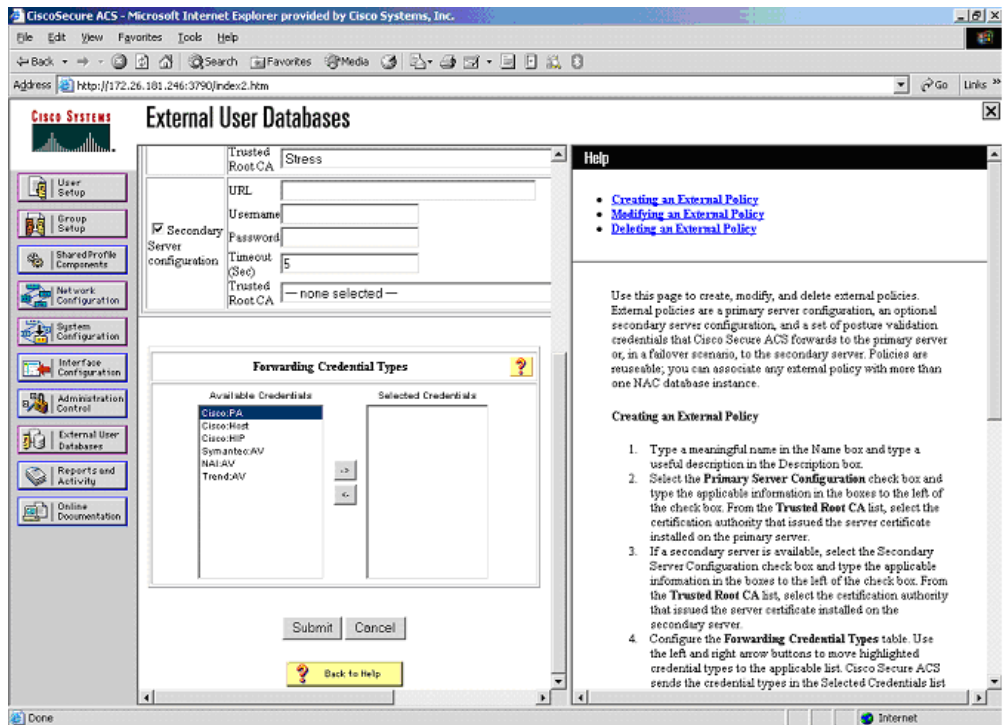 CiscoSecure ACS - Microsoft Internet Explorer provided by Cisco Systems, Inc.
File Edit View Favorites Tools Help
Back Search Favorites Media
Address http://172.26.181.246:3790/index2.htm Go Links »
CISCO SYSTEMS
External User Databases
User Setup
Group Setup
Shared Profile Components
Network Configuration
System Configuration
Interface Configuration
Administration Control
External User Databases
Reports and Activity
Online Documentation
Trusted Root CA Stress
Secondary Server configuration
URL
Username
Password
Timeout (Sec) 5
Trusted Root CA — none selected —
Forwarding Credential Types ?
Available Credentials Selected Credentials
Cisco:PA
Cisco:Host
Cisco:HIP
Symantec:AV
NAI:AV
Trend:AV
->
<-
Submit Cancel
? Back to Help
Help
• Creating an External Policy
• Modifying an External Policy
• Deleting an External Policy
Use this page to create, modify, and delete external policies.
External policies are a primary server configuration, an optional
secondary server configuration, and a set of posture validation
credentials that Cisco Secure ACS forwards to the primary server
or, in a failover scenario, to the secondary server. Policies are
reuseable; you can associate any external policy with more than
one NAC database instance.
Creating an External Policy
1. Type a meaningful name in the Name box and type a
useful description in the Description box.
2. Select the Primary Server Configuration check box and
type the applicable information in the boxes to the left of
the check box. From the Trusted Root CA list, select the
certification authority that issued the server certificate
installed on the primary server.
3. If a secondary server is available, select the Secondary
Server Configuration check box and type the applicable
information in the boxes to the left of the check box. From
the Trusted Root CA list, select the certification authority
that issued the server certificate installed on the
secondary server.
4. Configure the Forwarding Credential Types table. Use
the left and right arrow buttons to move highlighted
credential types to the applicable list. Cisco Secure ACS
sends the credential types in the Selected Credentials list
Done Internet